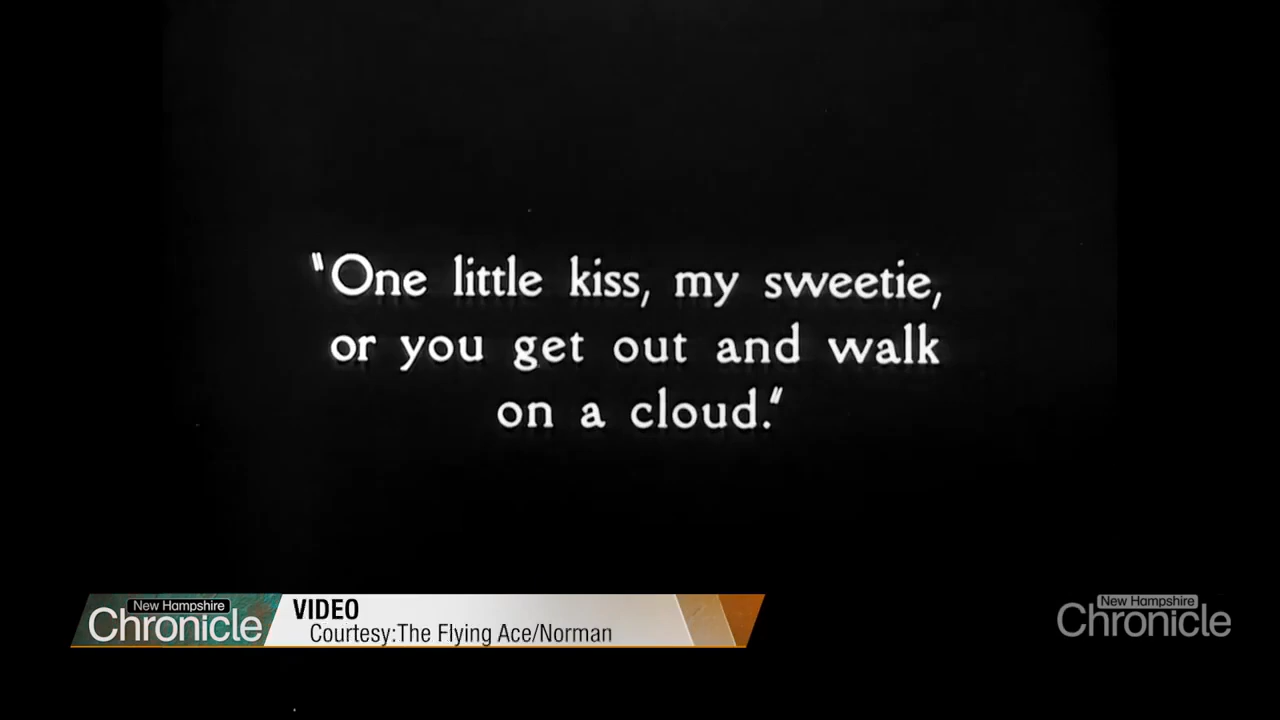 "One little kiss, my sweetie,
or you get out and walk
on a cloud."
New Hampshire
Chronicle
VIDEO
Courtesy:The Flying Ace/Norman
New Hampshire
Chronicle